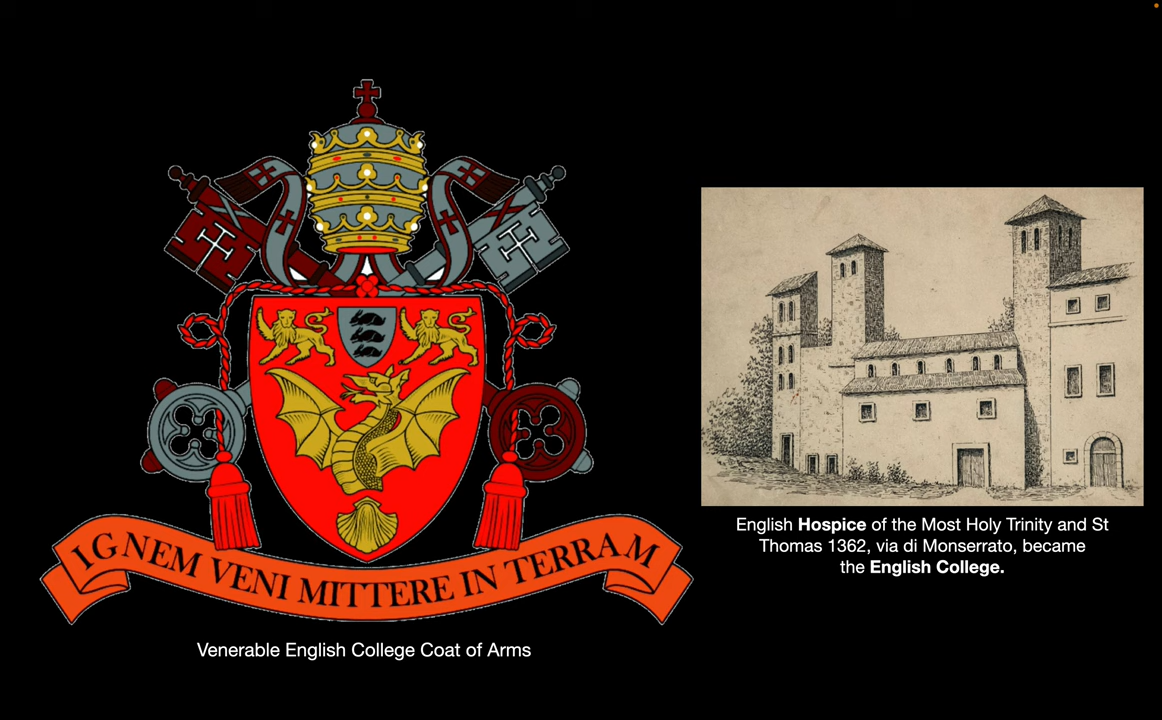 IGNEM VENI MITTERE IN TERRAM
Venerable English College Coat of Arms
English Hospice of the Most Holy Trinity and St
Thomas 1362, via di Monserrato, became
the English College.